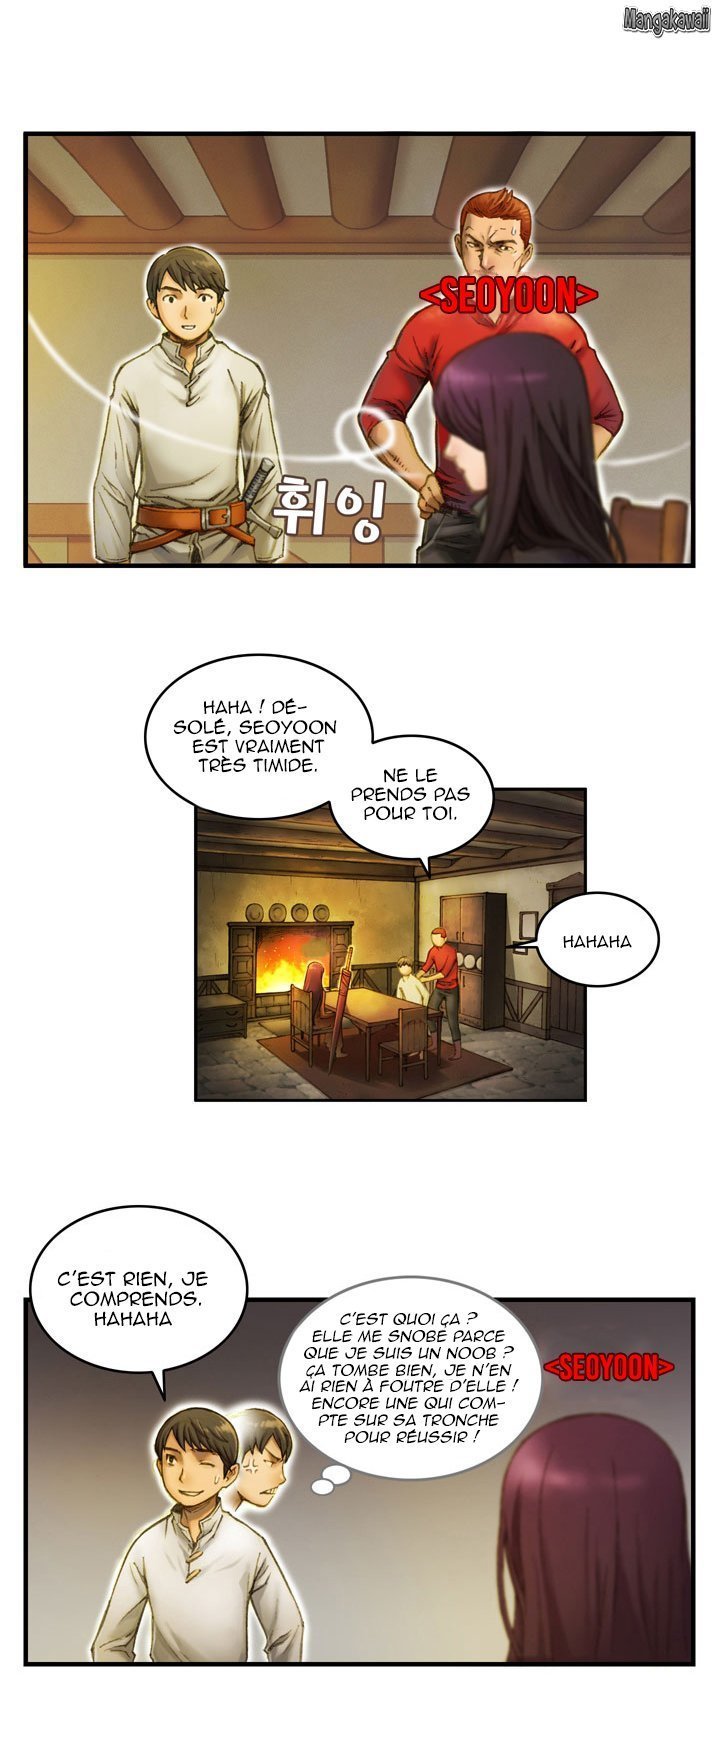 Mangakawaii
<SEOYOON>
휘잉
HAHA ! DÉ-
SOLÉ, SEOYOON
EST VRAIMENT
TRÈS TIMIDE.
NE LE
PRENDS PAS
POUR TOI.
HAHAHA
C'EST RIEN, JE
COMPRENDS.
HAHAHA
C'EST QUOI ÇA ?
ELLE ME SNOBE PARCE
QUE JE SUIS UN NOOB ?
ÇA TOMBE BIEN, JE N'EN
AI RIEN À FOUTRE D'ELLE !
ENCORE UNE QUI COM-
PTE SUR SA TRONCHE
POUR RÉUSSIR !
<SEOYOON>